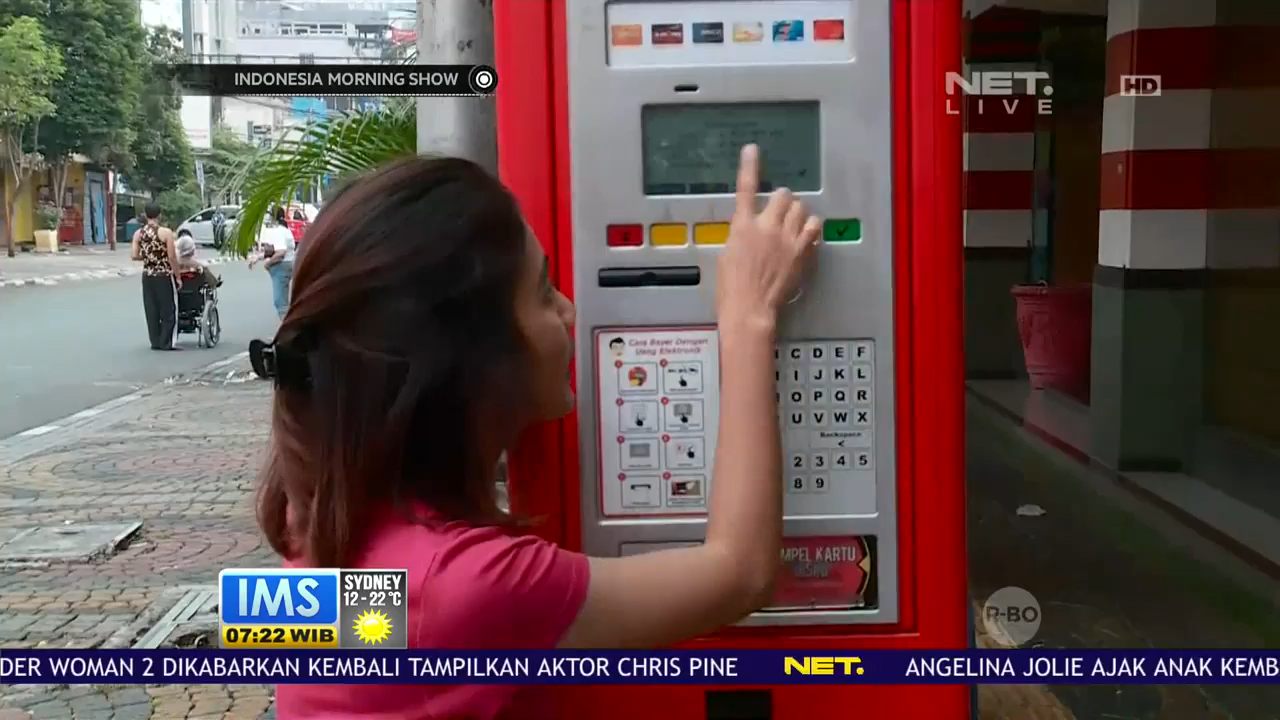 INDONESIA MORNING SHOW
NET.
LIVE
HD
Cara Bayar Dengan
Uang Elektronik
C D E F
I J K L
O P Q R
U V W X
Backspace
<
2 3 4 5
8 9
MPEL KARTU
DISINI
R-BO
IMS
07:22 WIB
SYDNEY
12 - 22 °C
DER WOMAN 2 DIKABARKAN KEMBALI TAMPILKAN AKTOR CHRIS PINE NET. ANGELINA JOLIE AJAK ANAK KEMB